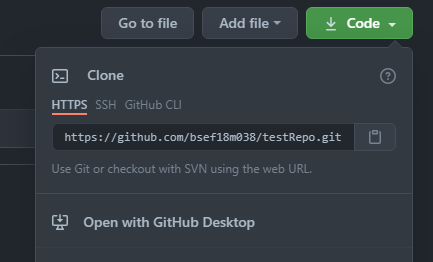 Go to file Add file Code
Clone
HTTPS SSH GitHub CLI
https://github.com/bsef18m038/testRepo.git
Use Git or checkout with SVN using the web URL.
Open with GitHub Desktop